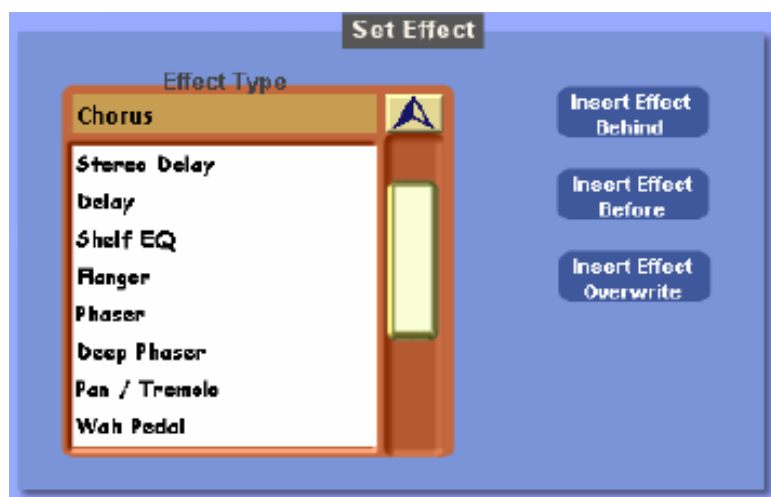 Set Effect
Effect Type
Chorus
Stereo Delay
Delay
Shelf EQ
Flanger
Phaser
Deep Phaser
Pan / Tremolo
Wah Pedal
Insert Effect
Behind
Insert Effect
Before
Insert Effect
Overwrite